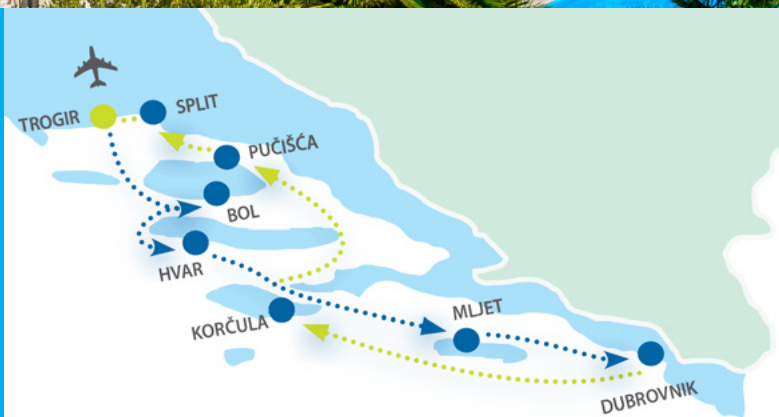 TROGIR
SPLIT
PUČIŠĆA
BOL
HVAR
KORČULA
MLJET
DUBROVNIK